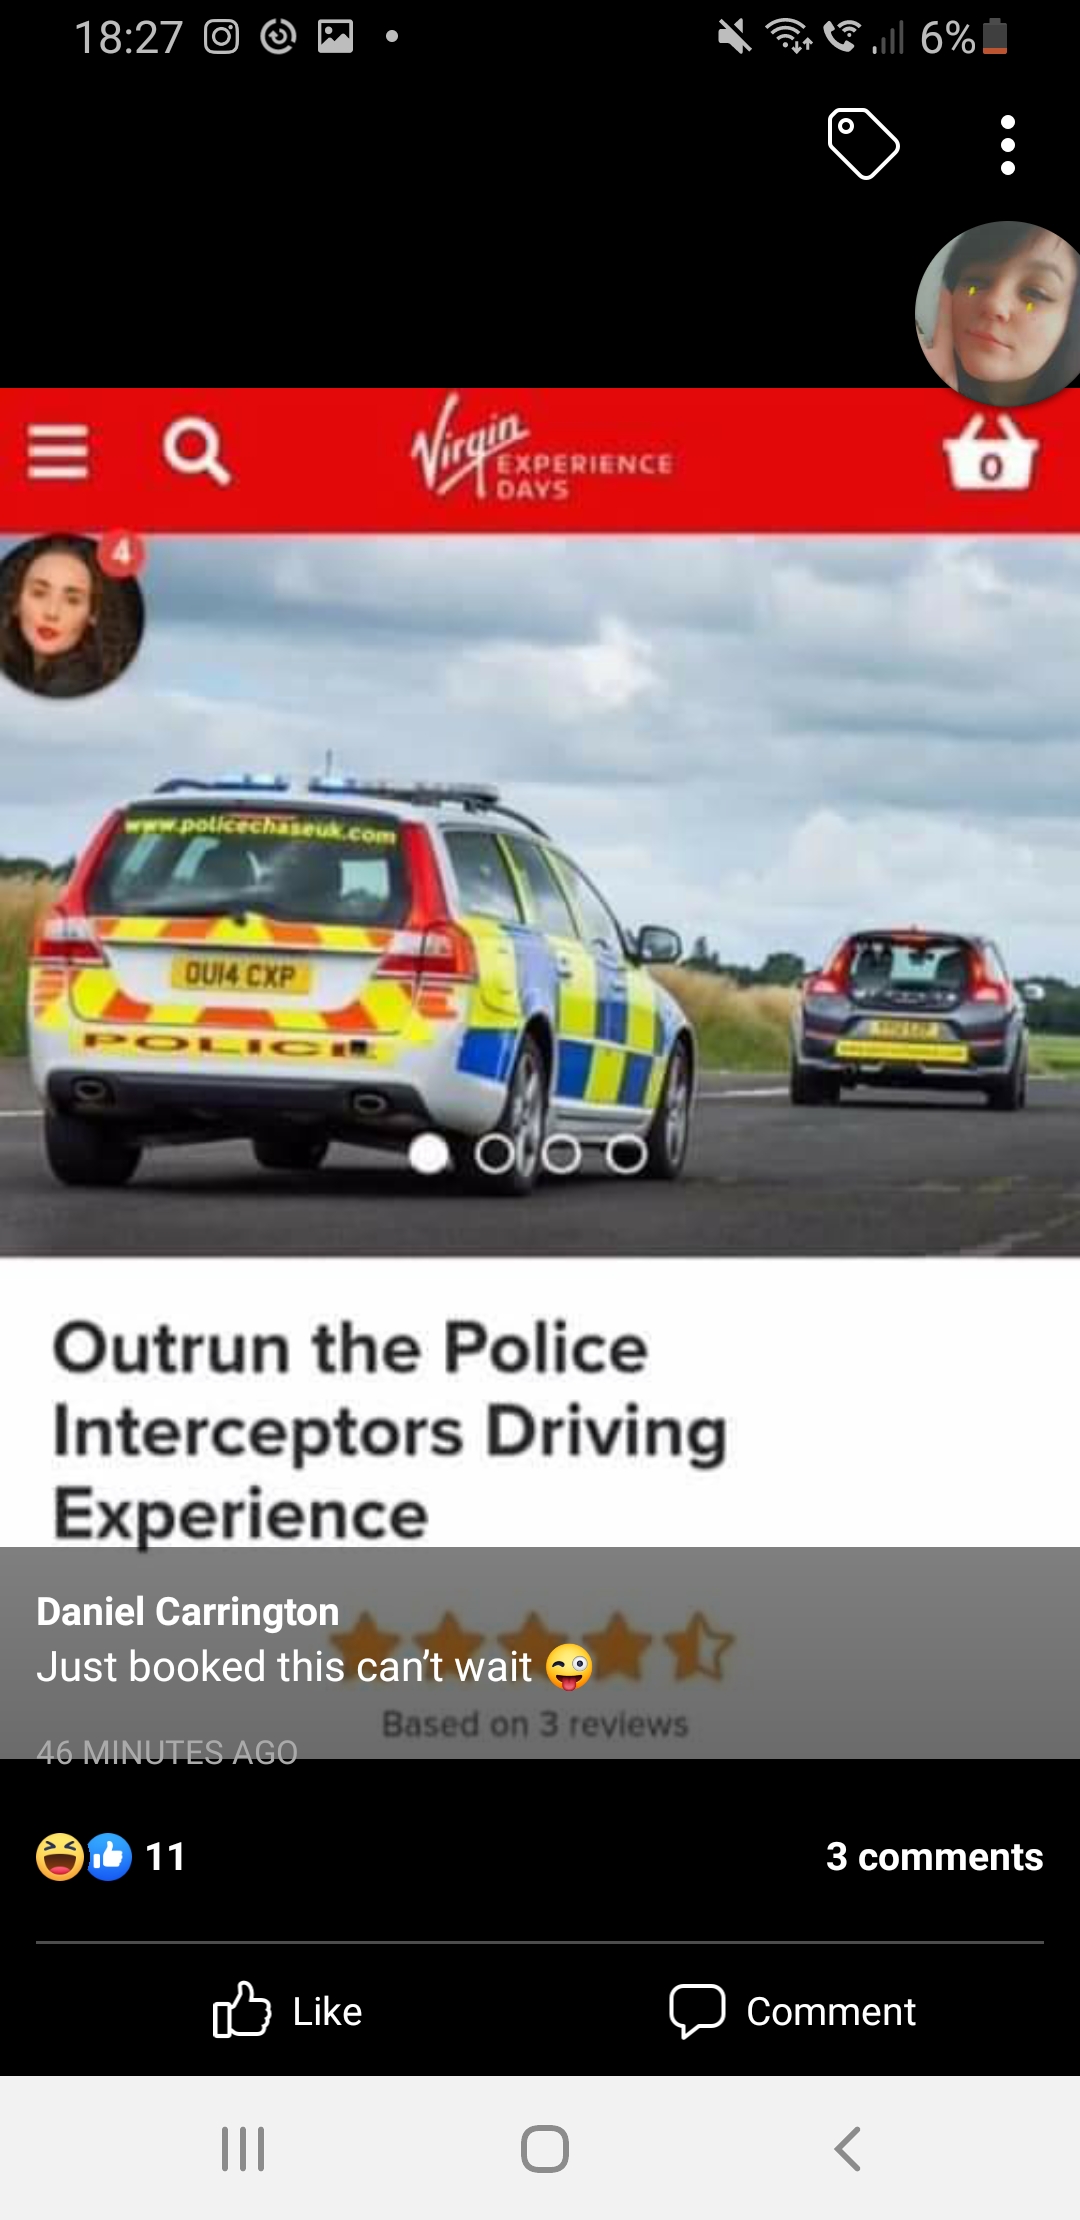 18:27
6%
Virgin
EXPERIENCE
DAYS
0
4
www.policechaseuk.com
OU14 CXP
POLICE
Outrun the Police
Interceptors Driving
Experience
Daniel Carrington
Just booked this can't wait 😜
Based on 3 reviews
46 MINUTES AGO
11
3 comments
Like
Comment